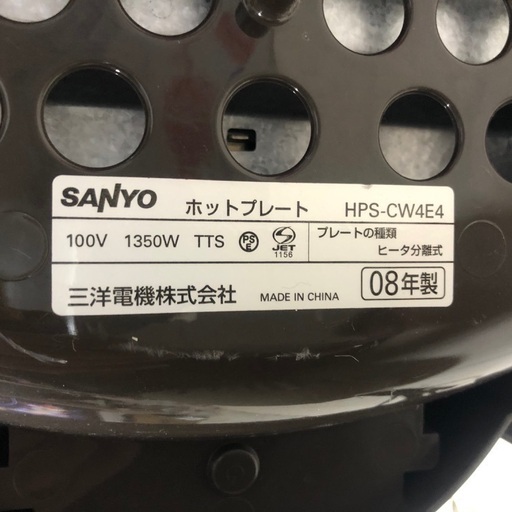 SANYO ホットプレート HPS-CW4E4
100V 1350W TTS PSE JET 1156 プレートの種類
ヒータ分離式
三洋電機株式会社 MADE IN CHINA 08年製